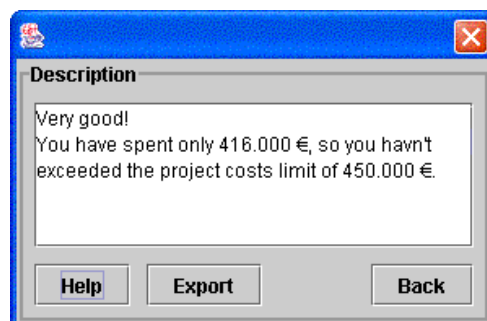 Description
Very good!
You have spent only 416.000 €, so you havn't
exceeded the project costs limit of 450.000 €.
Help Export Back